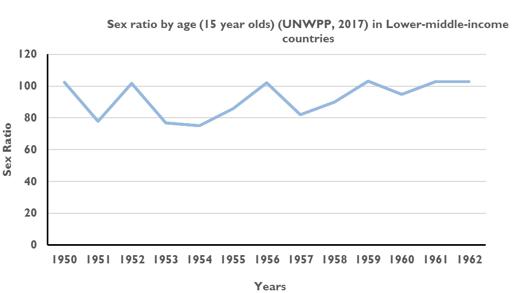 Sex ratio by age (15 year olds) (UNWPP, 2017) in Lower-middle-income
countries
120
100
80
60
40
20
0
Sex Ratio
1950 1951 1952 1953 1954 1955 1956 1957 1958 1959 1960 1961 1962
Years